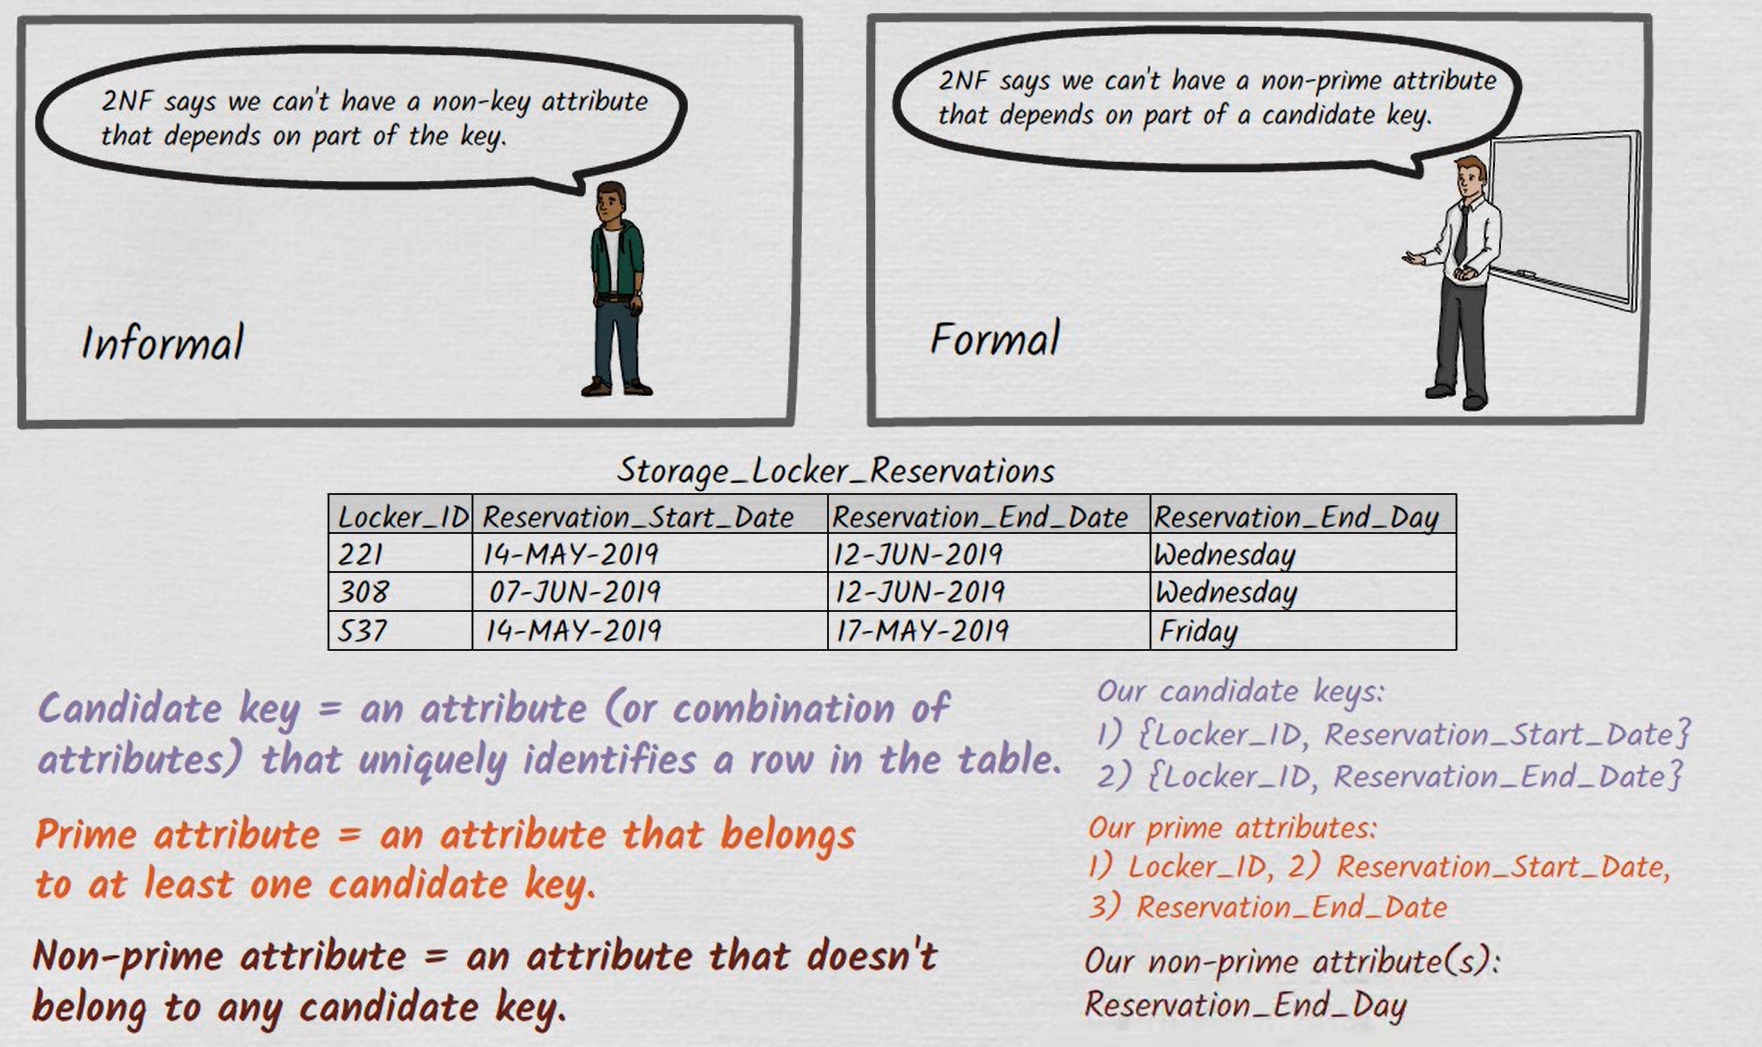 2NF says we can't have a non-key attribute
that depends on part of the key.
Informal
2NF says we can't have a non-prime attribute
that depends on part of a candidate key.
Formal
Storage_Locker_Reservations
Locker_ID Reservation_Start_Date Reservation_End_Date Reservation_End_Day
221 14-MAY-2019 12-JUN-2019 Wednesday
308 07-JUN-2019 12-JUN-2019 Wednesday
537 14-MAY-2019 17-MAY-2019 Friday
Candidate key = an attribute (or combination of
attributes) that uniquely identifies a row in the table.
Prime attribute = an attribute that belongs
to at least one candidate key.
Non-prime attribute = an attribute that doesn't
belong to any candidate key.
Our candidate keys:
1) {Locker_ID, Reservation_Start_Date}
2) {Locker_ID, Reservation_End_Date}
Our prime attributes:
1) Locker_ID, 2) Reservation_Start_Date,
3) Reservation_End_Date
Our non-prime attribute(s):
Reservation_End_Day